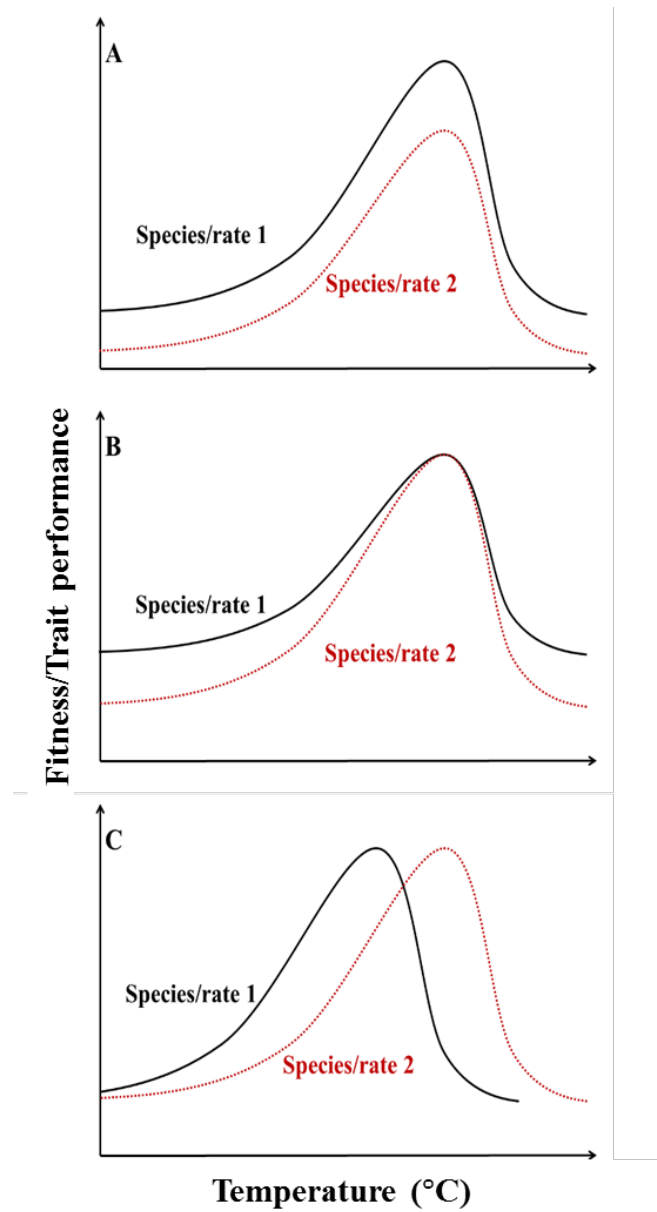 A
Species/rate 1
Species/rate 2
B
Species/rate 1
Species/rate 2
Fitness/Trait performance
C
Species/rate 1
Species/rate 2
Temperature (°C)